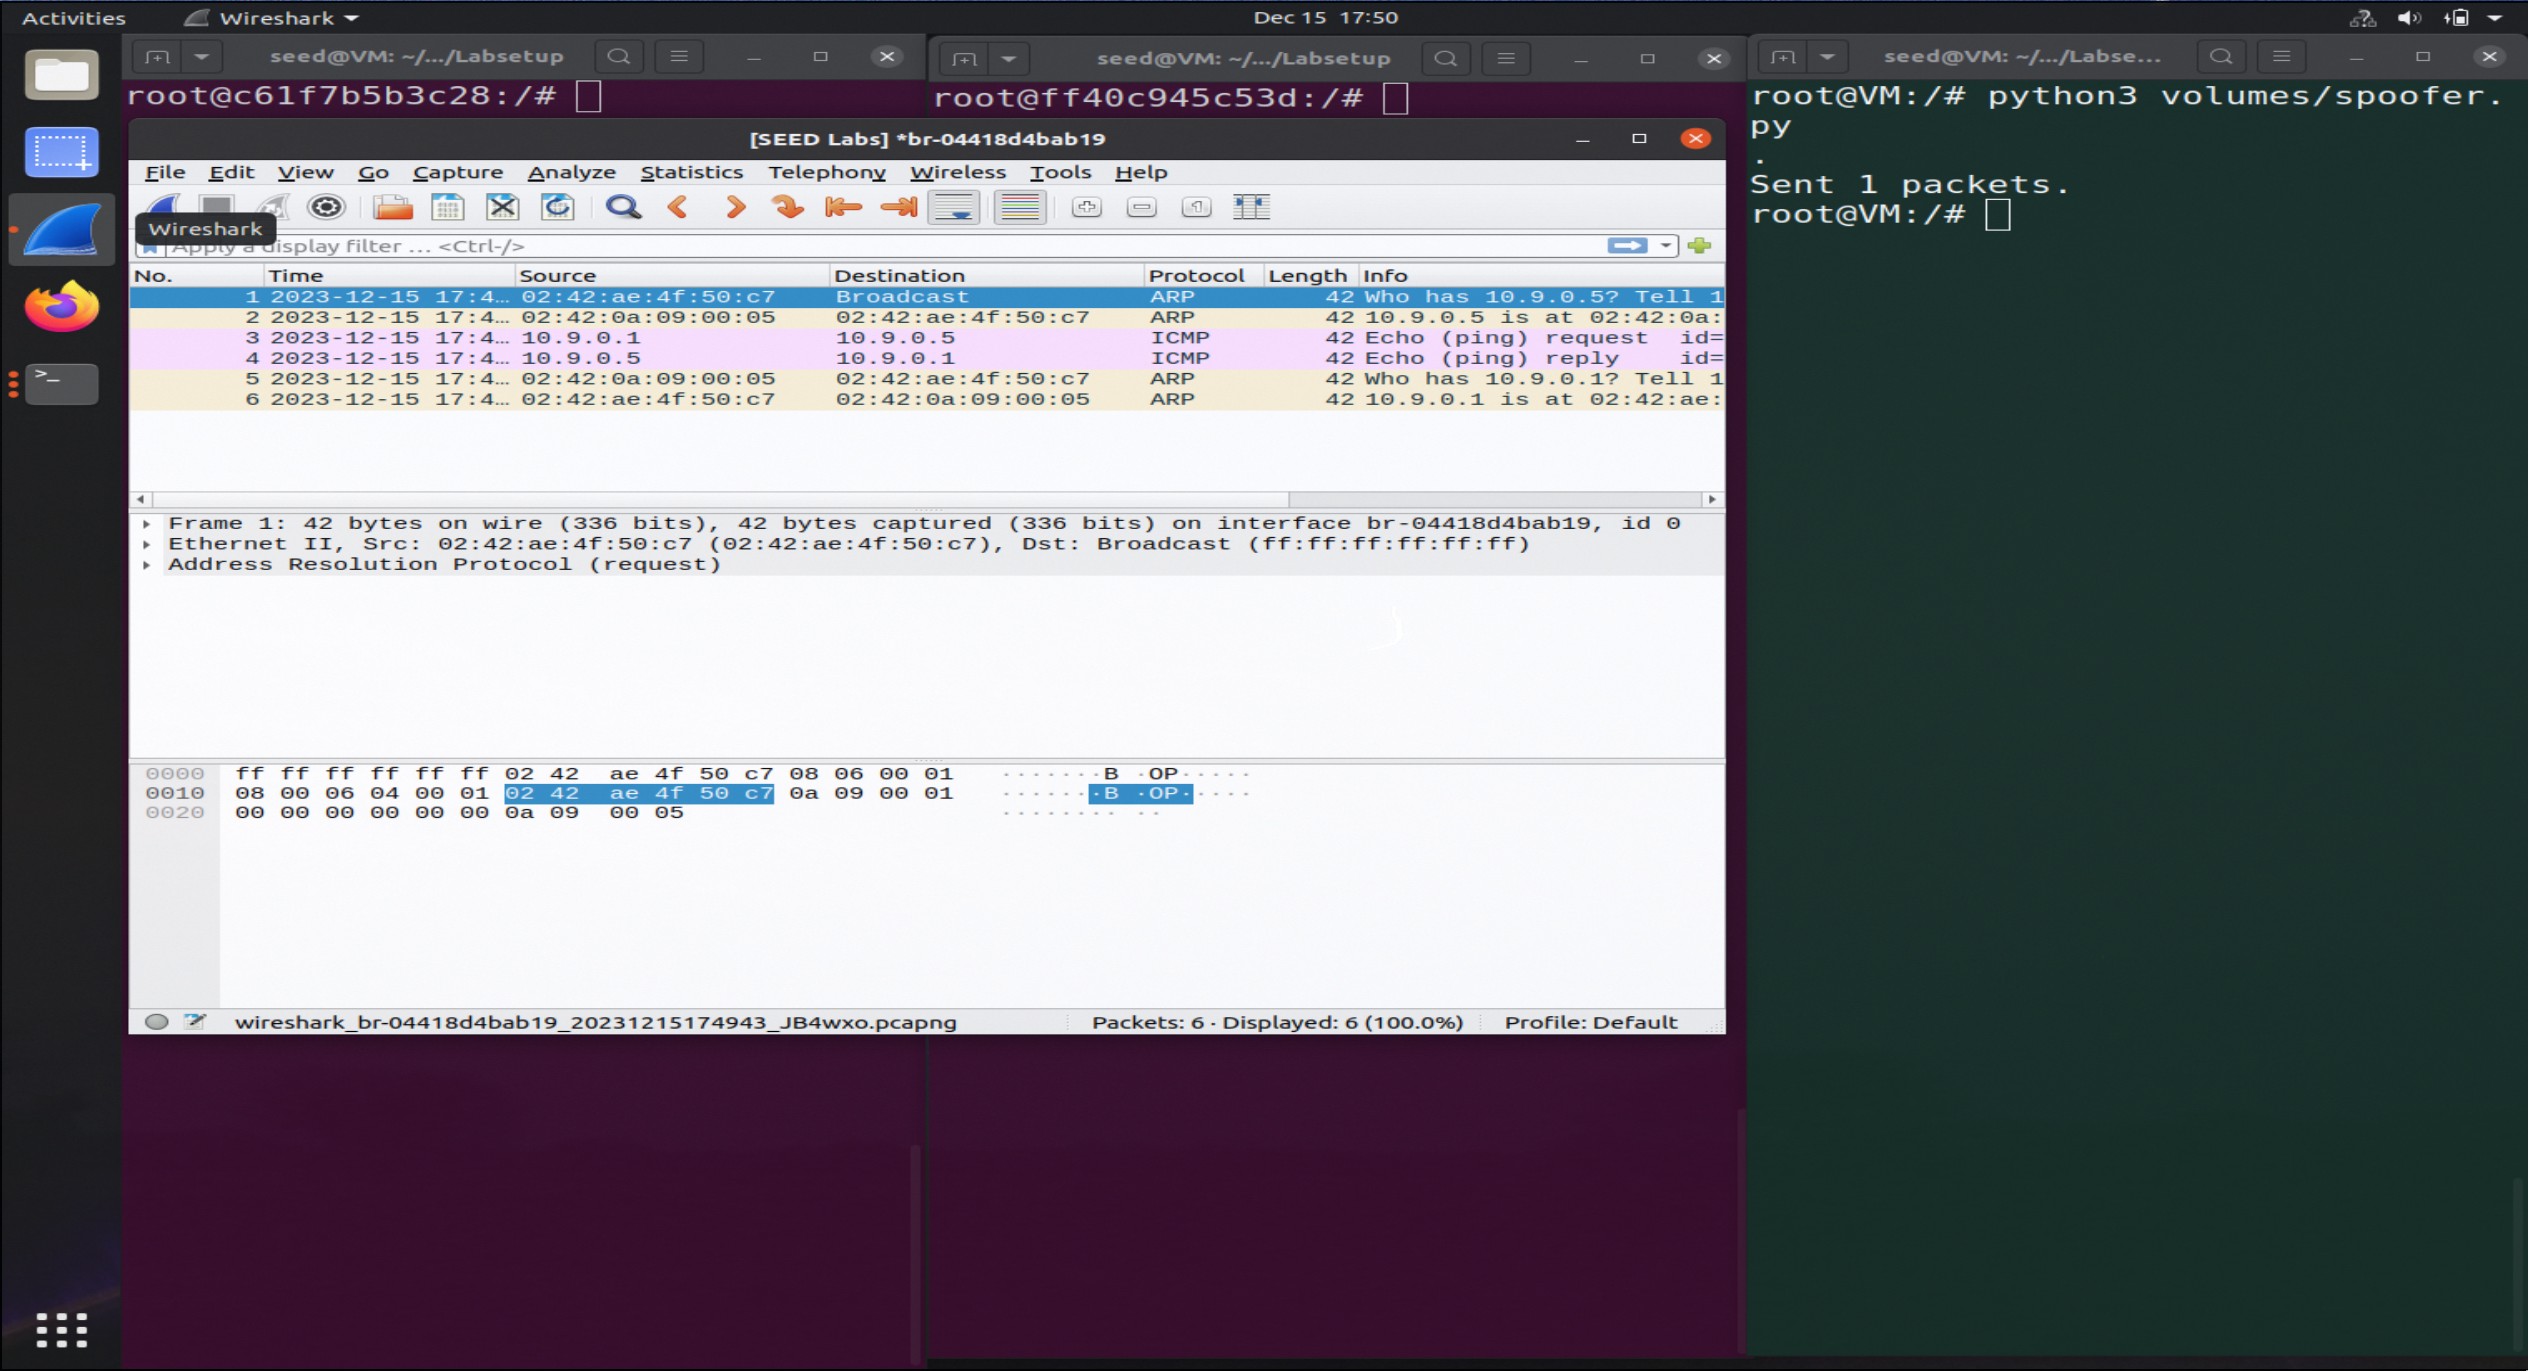 Activities Wireshark Dec 15 17:50
seed@VM: ~/.../Labsetup
root@c61f7b5b3c28:/#
seed@VM: ~/.../Labsetup
root@ff40c945c53d:/#
seed@VM: ~/.../Labse...
root@VM:/# python3 volumes/spoofer.
py
.
Sent 1 packets.
root@VM:/#
[SEED Labs] *br-04418d4bab19
File Edit View Go Capture Analyze Statistics Telephony Wireless Tools Help
Wireshark
Apply a display filter ... <Ctrl-/>
No. Time Source Destination Protocol Length Info
1 2023-12-15 17:4... 02:42:ae:4f:50:c7 Broadcast ARP 42 Who has 10.9.0.5? Tell 1
2 2023-12-15 17:4... 02:42:0a:09:00:05 02:42:ae:4f:50:c7 ARP 42 10.9.0.5 is at 02:42:0a:
3 2023-12-15 17:4... 10.9.0.1 10.9.0.5 ICMP 42 Echo (ping) request id=
4 2023-12-15 17:4... 10.9.0.5 10.9.0.1 ICMP 42 Echo (ping) reply id=
5 2023-12-15 17:4... 02:42:0a:09:00:05 02:42:ae:4f:50:c7 ARP 42 Who has 10.9.0.1? Tell 1
6 2023-12-15 17:4... 02:42:ae:4f:50:c7 02:42:0a:09:00:05 ARP 42 10.9.0.1 is at 02:42:ae:
Frame 1: 42 bytes on wire (336 bits), 42 bytes captured (336 bits) on interface br-04418d4bab19, id 0
Ethernet II, Src: 02:42:ae:4f:50:c7 (02:42:ae:4f:50:c7), Dst: Broadcast (ff:ff:ff:ff:ff:ff)
Address Resolution Protocol (request)
0000 ff ff ff ff ff ff 02 42 ae 4f 50 c7 08 06 00 01 ·······B ·OP·····
0010 08 00 06 04 00 01 02 42 ae 4f 50 c7 0a 09 00 01 ·······B ·OP·····
0020 00 00 00 00 00 00 0a 09 00 05 ········ ··
wireshark_br-04418d4bab19_20231215174943_JB4wxo.pcapng Packets: 6 · Displayed: 6 (100.0%) Profile: Default